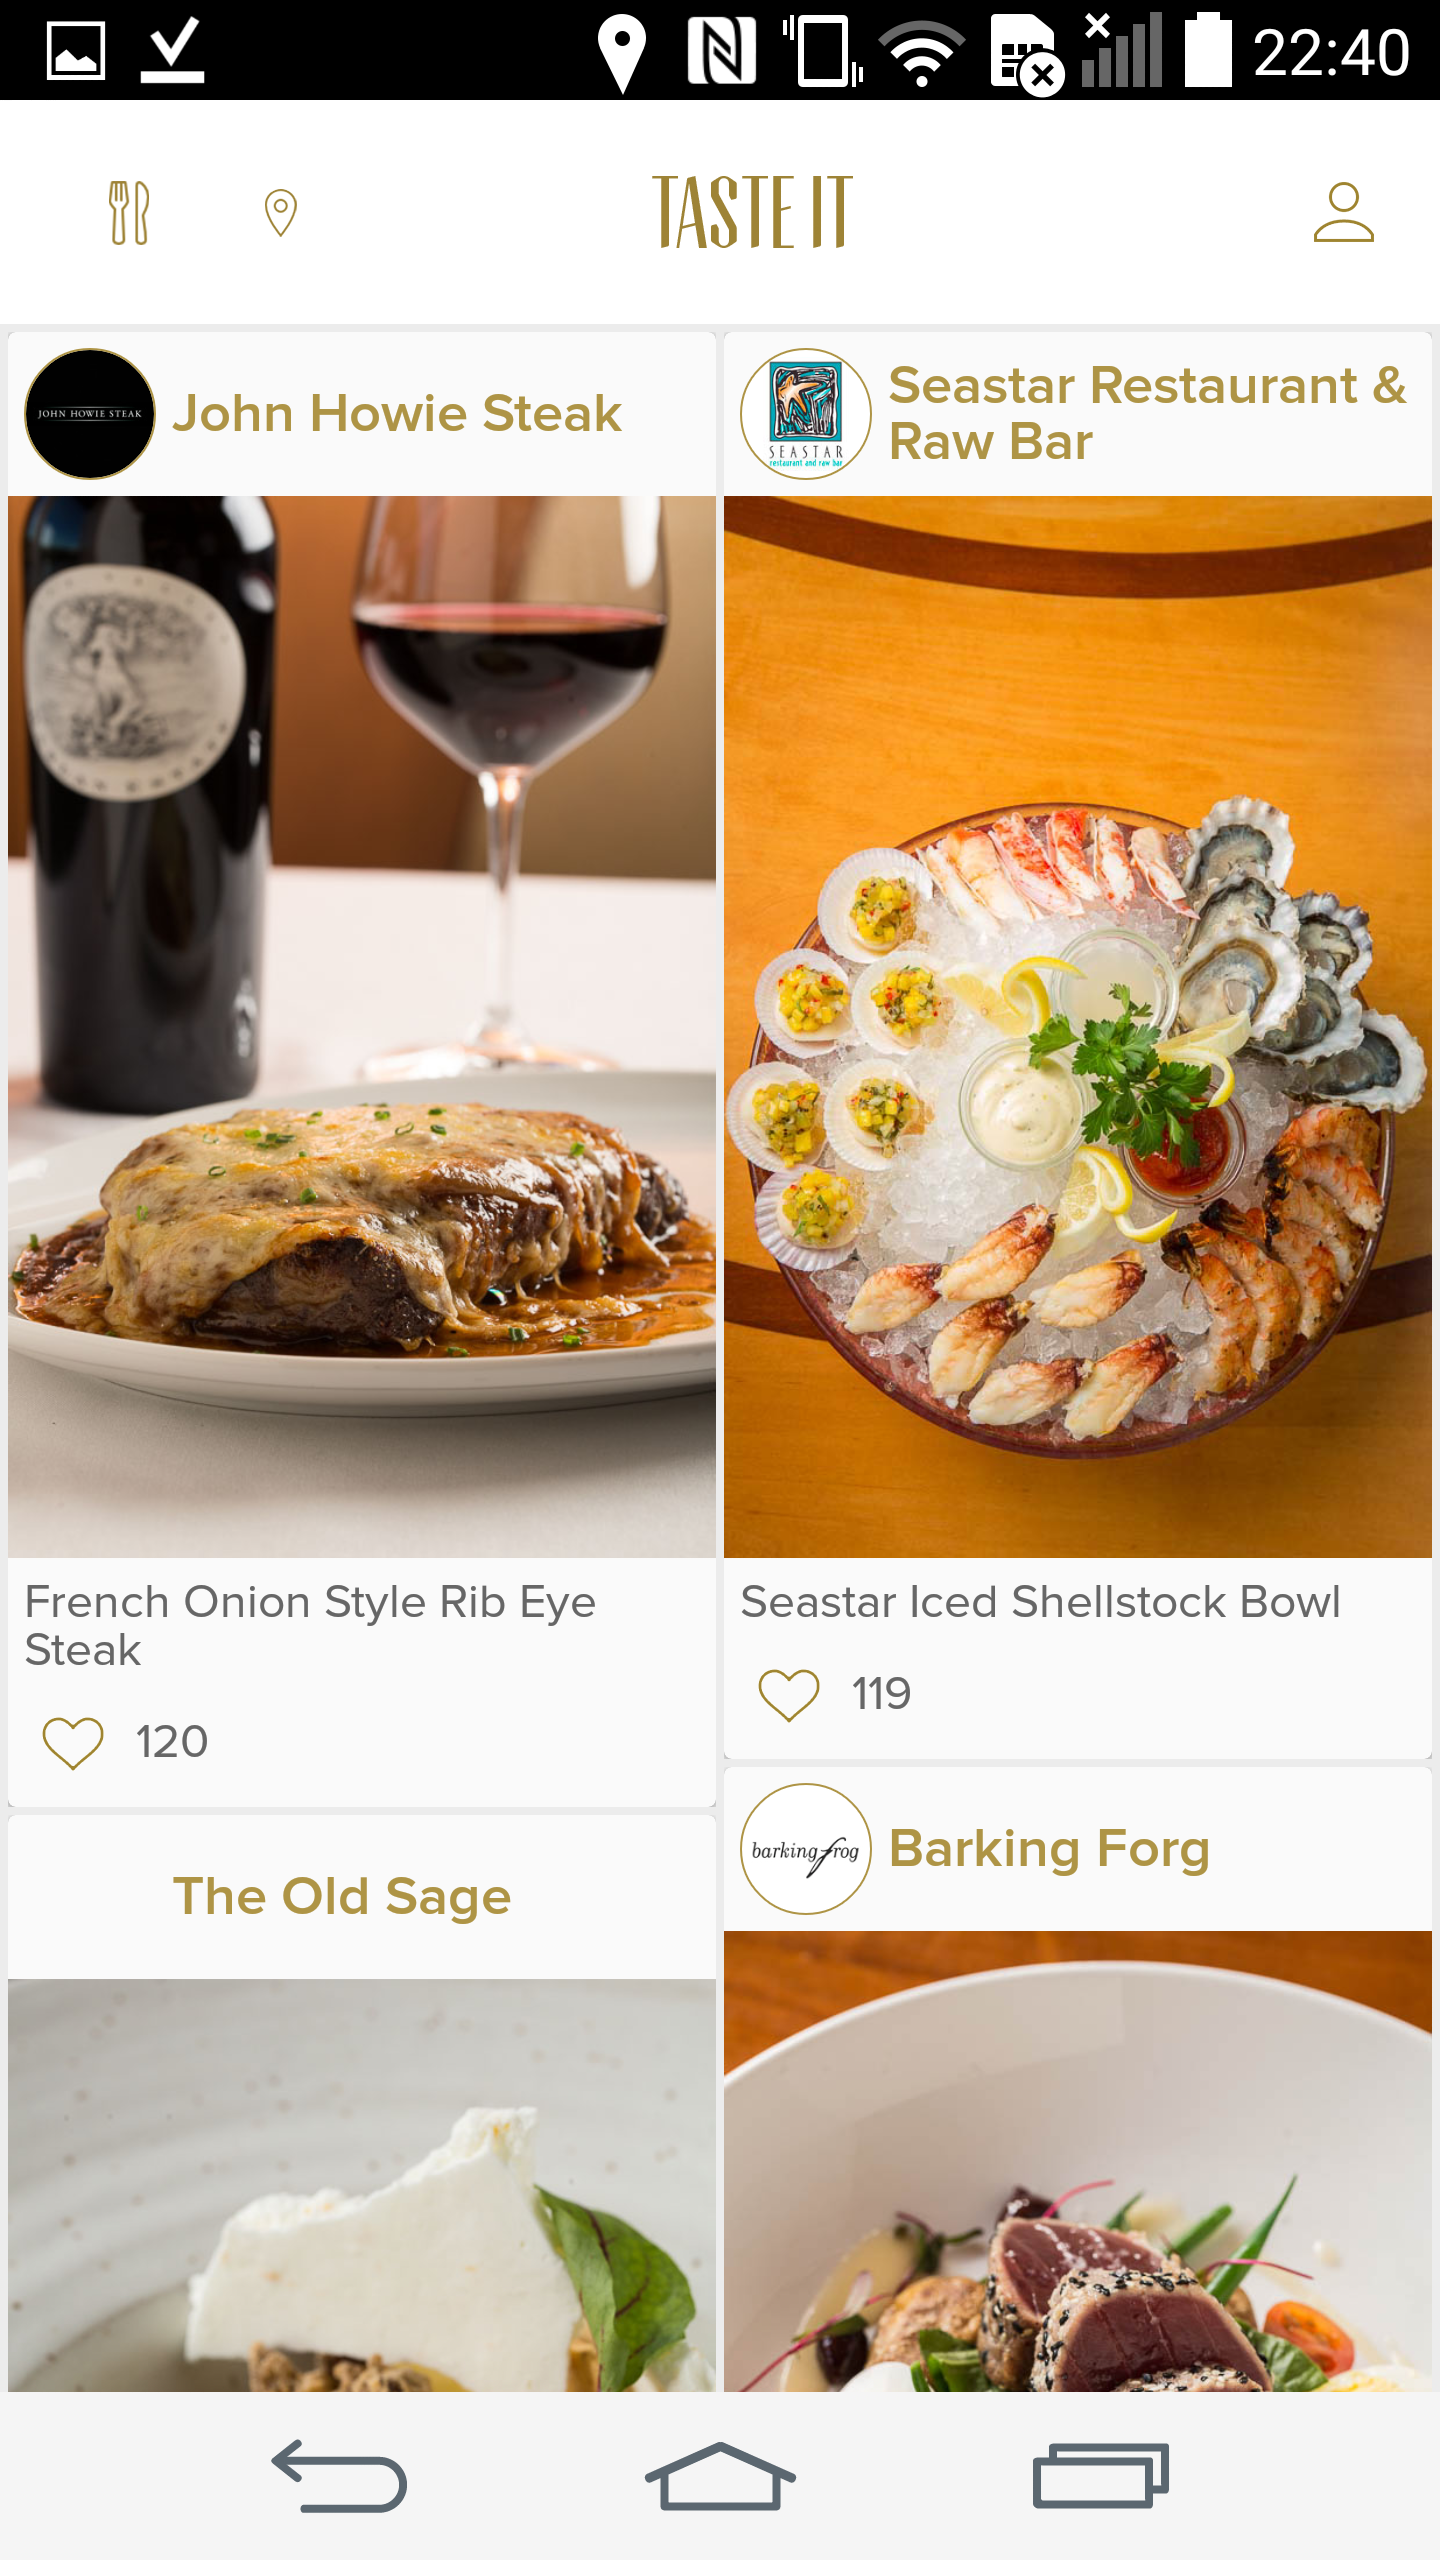 22:40
TASTE IT
JOHN HOWIE STEAK
John Howie Steak
SEASTAR
restaurant and raw bar
Seastar Restaurant &
Raw Bar
French Onion Style Rib Eye
Steak
120
Seastar Iced Shellstock Bowl
119
The Old Sage
barking frog
Barking Forg